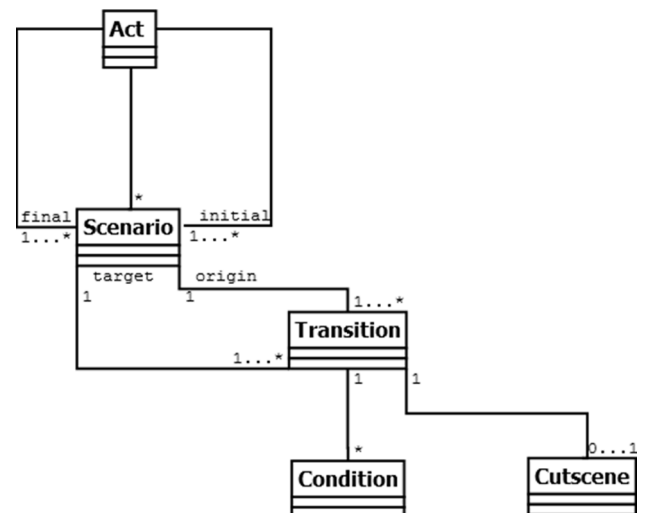 Act
*
final
initial
Scenario
1...*
1...*
target
origin
1
1
1...*
Transition
1...*
1
1
*
0...1
Condition
Cutscene